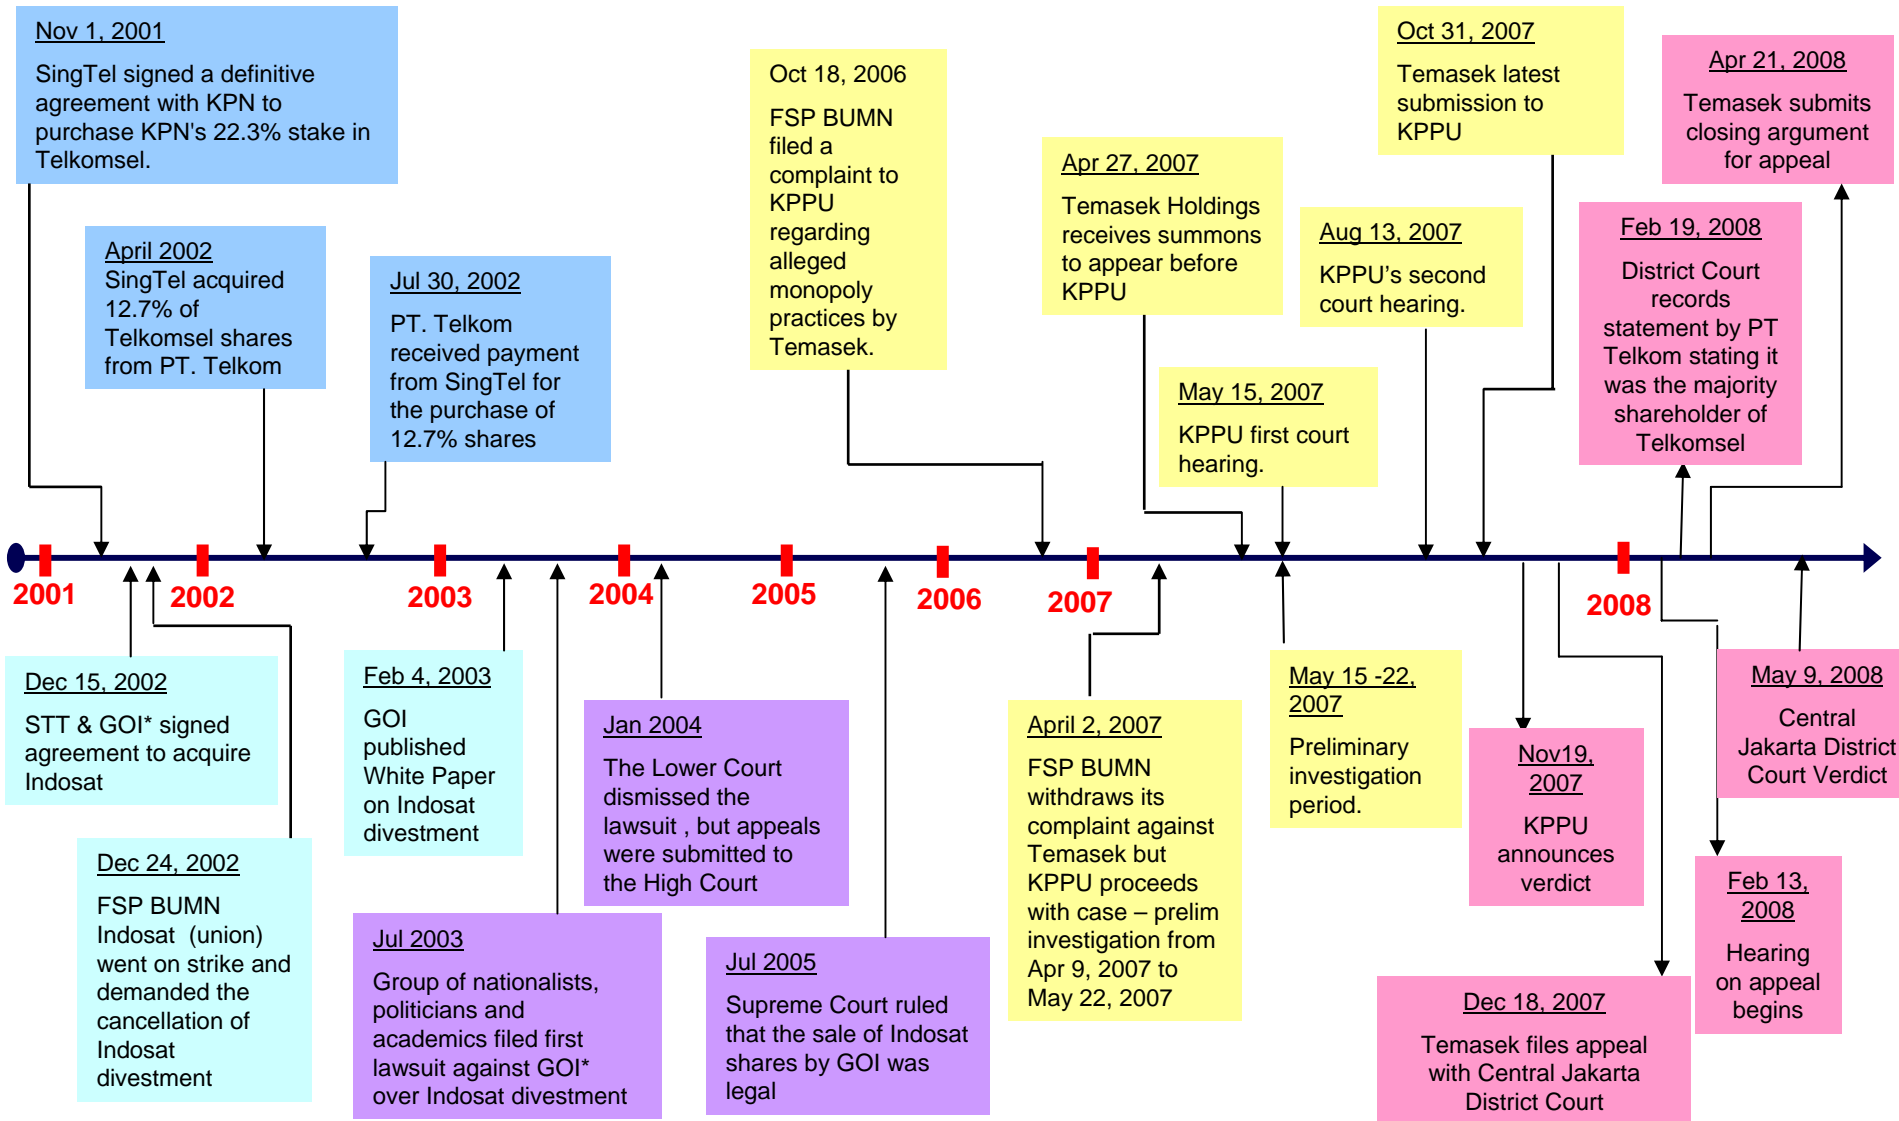 Nov 1, 2001
SingTel signed a definitive
agreement with KPN to
purchase KPN's 22.3% stake in
Telkomsel.
April 2002
SingTel acquired
12.7% of
Telkomsel shares
from PT. Telkom
Jul 30, 2002
PT. Telkom
received payment
from SingTel for
the purchase of
12.7% shares
Oct 18, 2006
FSP BUMN
filed a
complaint to
KPPU
regarding
alleged
monopoly
practices by
Temasek.
Apr 27, 2007
Temasek Holdings
receives summons
to appear before
KPPU
May 15, 2007
KPPU first court
hearing.
Aug 13, 2007
KPPU’s second
court hearing.
Oct 31, 2007
Temasek latest
submission to
KPPU
Feb 19, 2008
District Court
records
statement by PT
Telkom stating it
was the majority
shareholder of
Telkomsel
Apr 21, 2008
Temasek submits
closing argument
for appeal
2001
2002
2003
2004
2005
2006
2007
2008
Dec 15, 2002
STT & GOI* signed
agreement to acquire
Indosat
Dec 24, 2002
FSP BUMN
Indosat (union)
went on strike and
demanded the
cancellation of
Indosat
divestment
Feb 4, 2003
GOI
published
White Paper
on Indosat
divestment
Jul 2003
Group of nationalists,
politicians and
academics filed first
lawsuit against GOI*
over Indosat divestment
Jan 2004
The Lower Court
dismissed the
lawsuit , but appeals
were submitted to
the High Court
Jul 2005
Supreme Court ruled
that the sale of Indosat
shares by GOI was
legal
April 2, 2007
FSP BUMN
withdraws its
complaint against
Temasek but
KPPU proceeds
with case – prelim
investigation from
Apr 9, 2007 to
May 22, 2007
May 15 -22,
2007
Preliminary
investigation
period.
Nov19,
2007
KPPU
announces
verdict
Dec 18, 2007
Temasek files appeal
with Central Jakarta
District Court
Feb 13,
2008
Hearing
on appeal
begins
May 9, 2008
Central
Jakarta District
Court Verdict